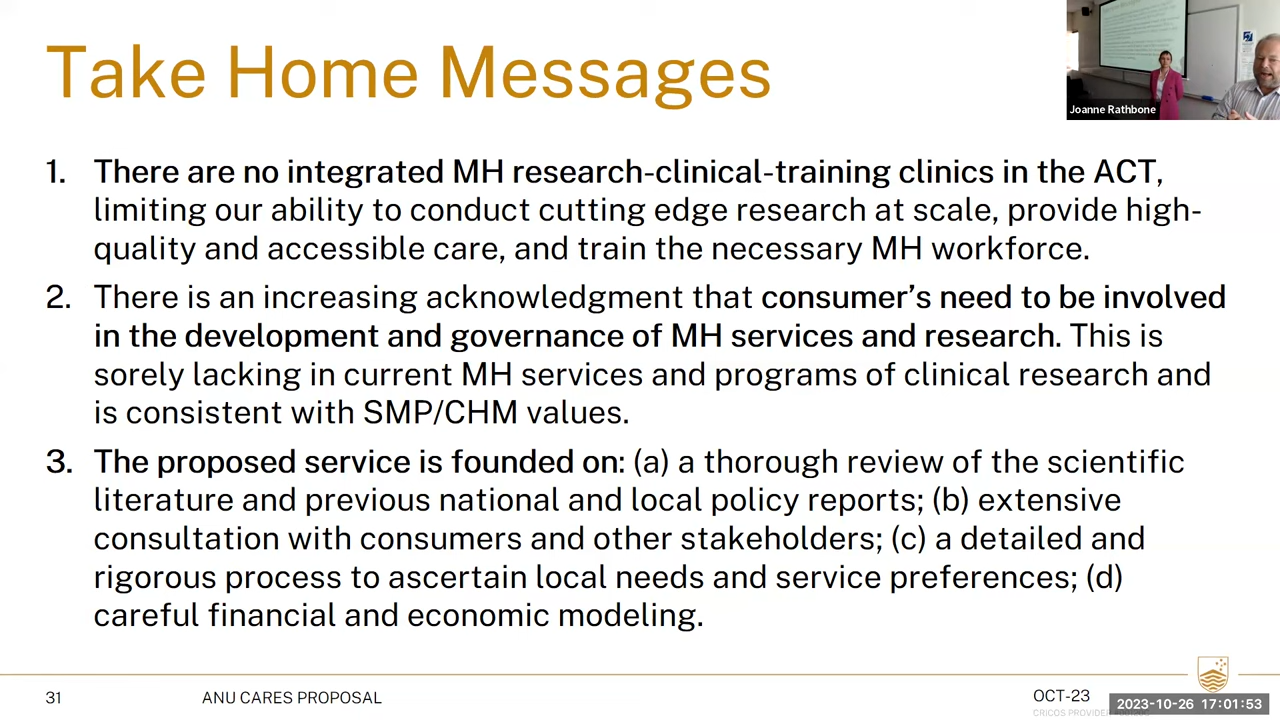 Take Home Messages
Joanne Rathbone
1. There are no integrated MH research-clinical-training clinics in the ACT,
limiting our ability to conduct cutting edge research at scale, provide high-
quality and accessible care, and train the necessary MH workforce.
2. There is an increasing acknowledgment that consumer’s need to be involved
in the development and governance of MH services and research. This is
sorely lacking in current MH services and programs of clinical research and
is consistent with SMP/CHM values.
3. The proposed service is founded on: (a) a thorough review of the scientific
literature and previous national and local policy reports; (b) extensive
consultation with consumers and other stakeholders; (c) a detailed and
rigorous process to ascertain local needs and service preferences; (d)
careful financial and economic modeling.
31
ANU CARES PROPOSAL
OCT-23
CRICOS PROVIDER
2023-10-26 17:01:53